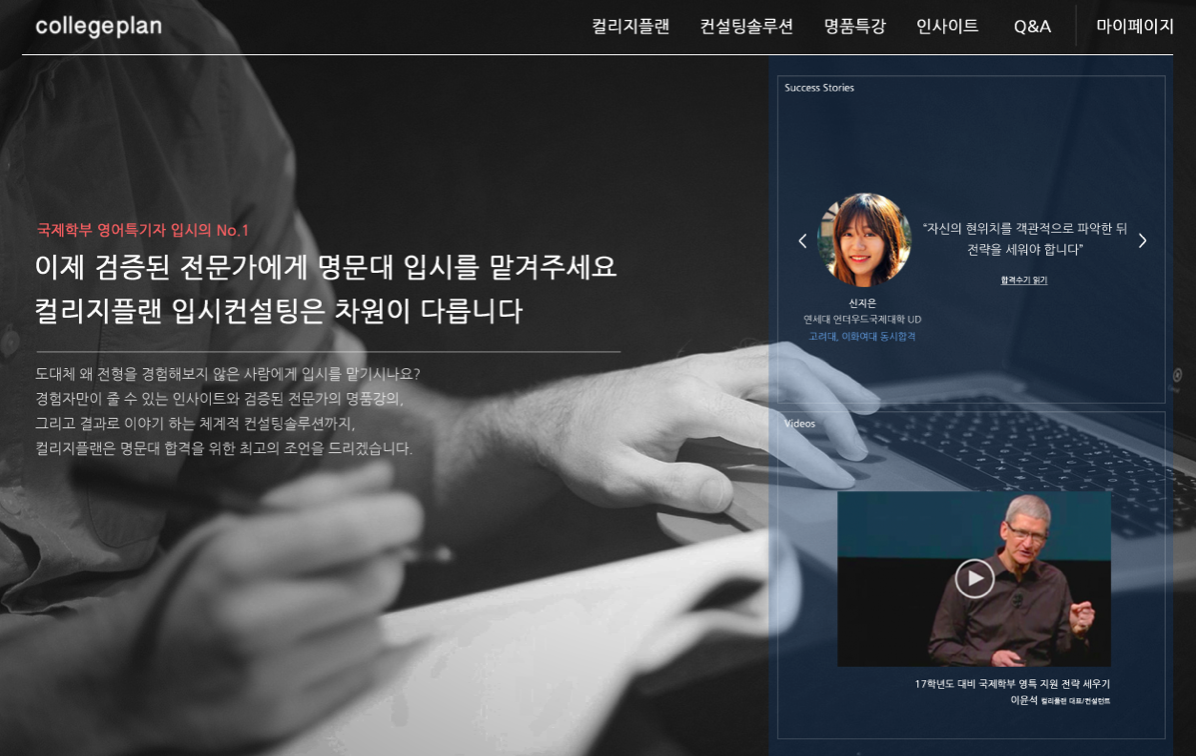 collegeplan
컬리지플랜 컨설팅솔루션 명품특강 인사이트 Q&A 마이페이지
국제학부 영어특기자 입시의 No.1
이제 검증된 전문가에게 명문대 입시를 맡겨주세요
컬리지플랜 입시컨설팅은 차원이 다릅니다
도대체 왜 전형을 경험해보지 않은 사람에게 입시를 맡기시나요?
경험자만이 줄 수 있는 인사이트와 검증된 전문가의 명품강의,
그리고 결과로 이야기 하는 체계적 컨설팅솔루션까지,
컬리지플랜은 명문대 합격을 위한 최고의 조언을 드리겠습니다.
Success Stories
“자신의 현위치를 객관적으로 파악한 뒤
전략을 세워야 합니다”
합격수기 읽기
신지은
연세대 언더우드국제대학 UD
고려대, 이화여대 동시합격
Videos
17학년도 대비 국제학부 영특 지원 전략 세우기
이윤석 컬리플랜 대표/컨설턴트